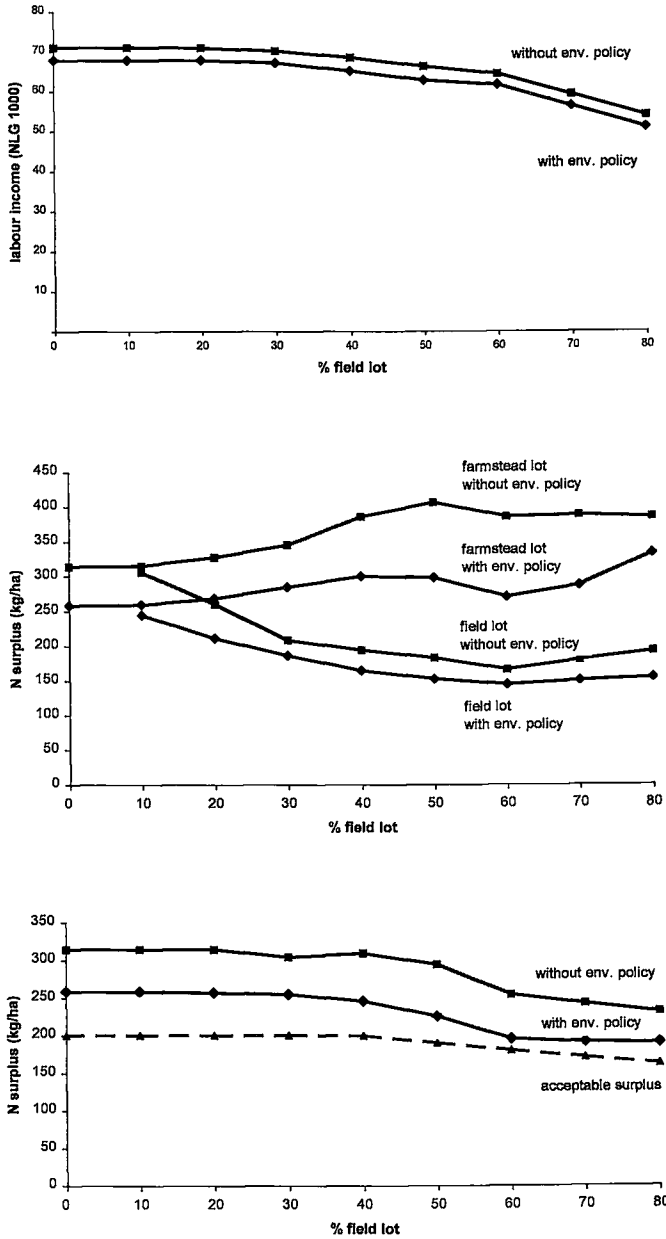 80
70
60
50
40
30
20
10
labour income (NLG 1000)
without env. policy
with env. policy
0 10 20 30 40 50 60 70 80
% field lot
450
400
350
300
250
200
150
100
50
0
N surplus (kg/ha)
farmstead lot
without env. policy
farmstead lot
with env. policy
field lot
without env. policy
field lot
with env. policy
0 10 20 30 40 50 60 70 80
% field lot
350
300
250
200
150
100
50
0
N surplus (kg/ha)
without env. policy
with env. policy
acceptable surplus
0 10 20 30 40 50 60 70 80
% field lot